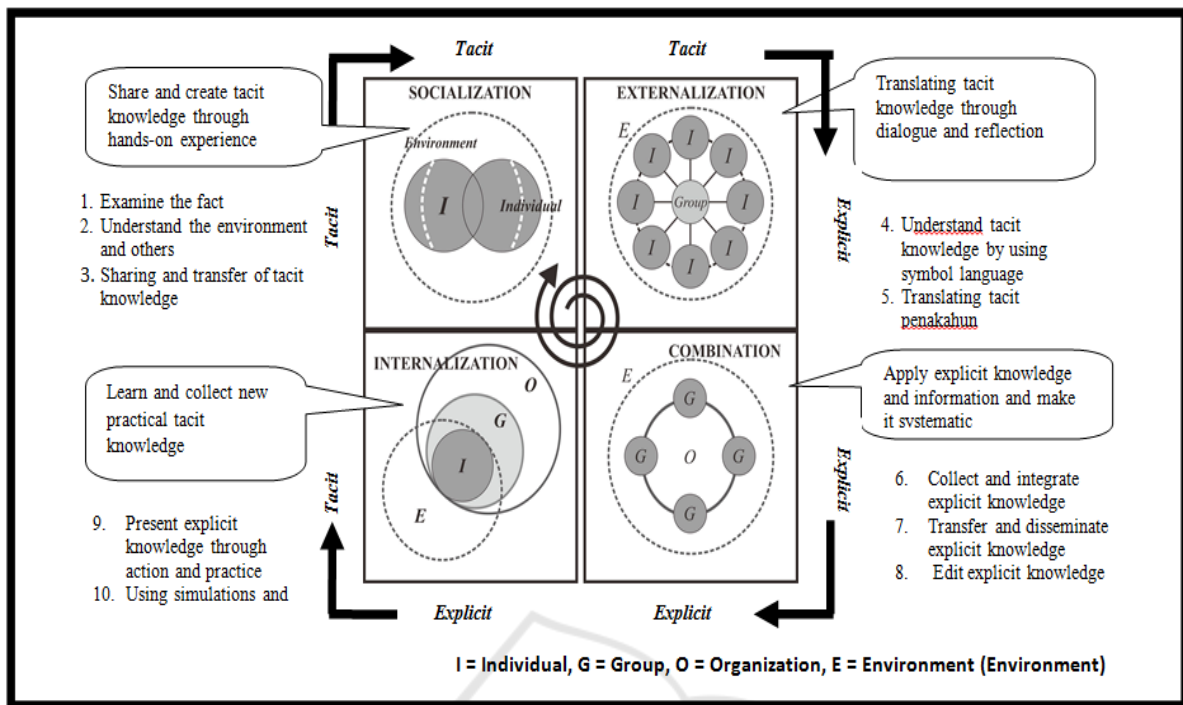 Tacit
Tacit
Share and create tacit
knowledge through
hands-on experience
SOCIALIZATION
Environment
I
Individual
EXTERNALIZATION
E
I
I
I
I
Group
I
I
I
I
Translating tacit
knowledge through
dialogue and reflection
1. Examine the fact
2. Understand the environment
and others
3. Sharing and transfer of tacit
knowledge
Tacit
Explicit
4. Understand tacit
knowledge by using
symbol language
5. Translating tacit
penakahun
INTERNALIZATION
O
G
I
E
COMBINATION
E
G
G
O
G
G
Learn and collect new
practical tacit
knowledge
Apply explicit knowledge
and information and make
it systematic
Tacit
Explicit
9. Present explicit
knowledge through
action and practice
10. Using simulations and
6. Collect and integrate
explicit knowledge
7. Transfer and disseminate
explicit knowledge
8. Edit explicit knowledge
Explicit
Explicit
I = Individual, G = Group, O = Organization, E = Environment (Environment)